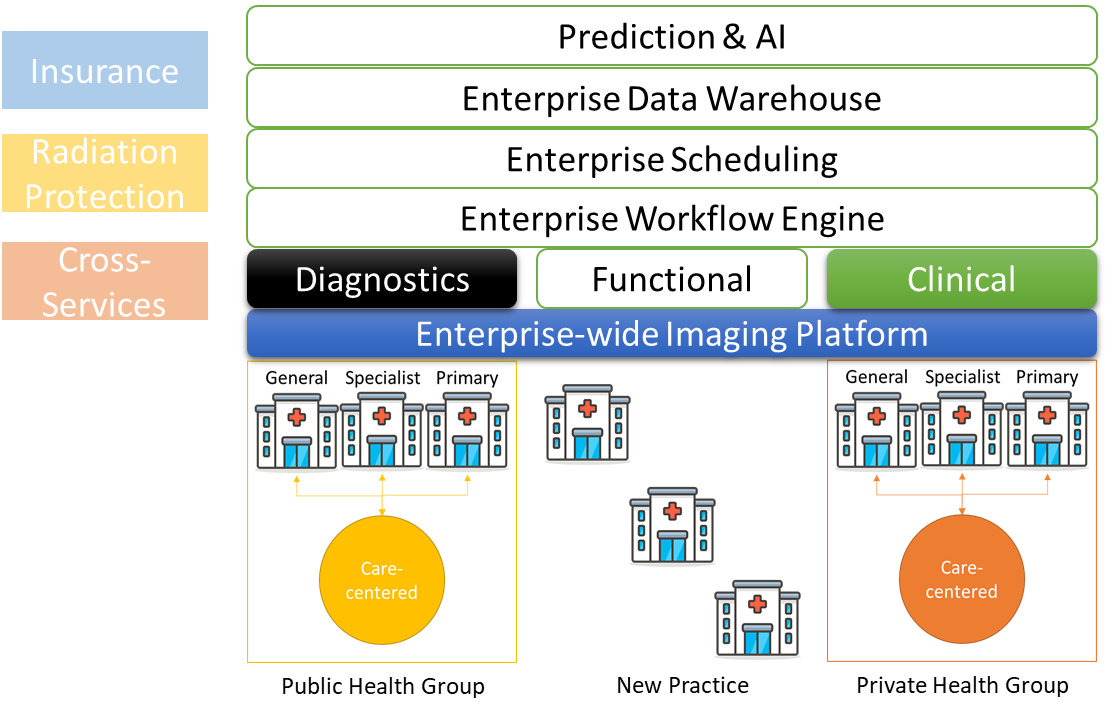 Insurance
Radiation
Protection
Cross-
Services
Prediction & AI
Enterprise Data Warehouse
Enterprise Scheduling
Enterprise Workflow Engine
Diagnostics
Functional
Clinical
Enterprise-wide Imaging Platform
General Specialist Primary
Care-
centered
Public Health Group
New Practice
General Specialist Primary
Care-
centered
Private Health Group